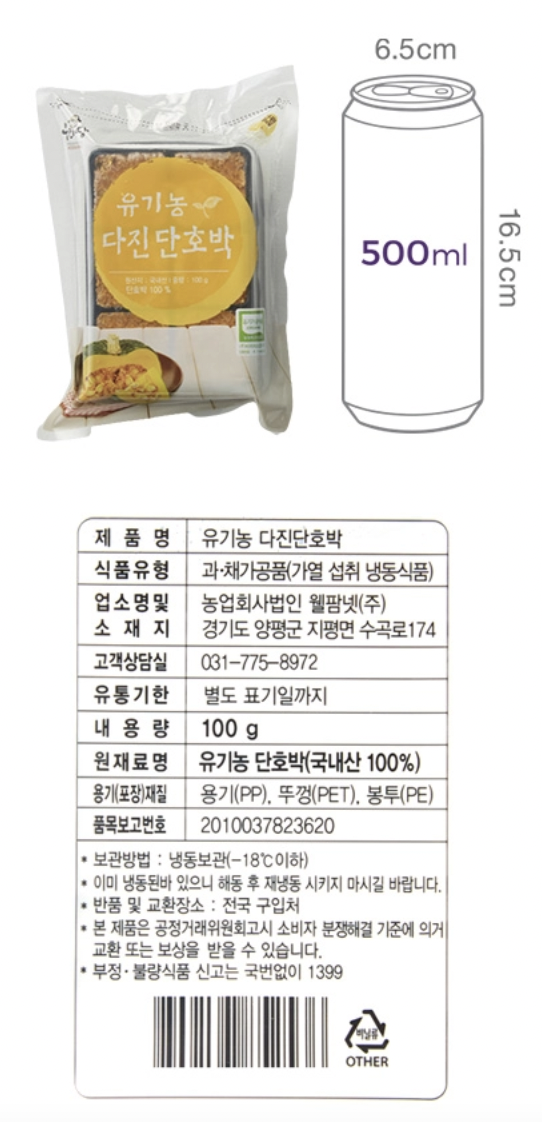 6.5cm
유기농
다진단호박
원산지 : 국내산 · 중량 : 100 g
단호박 100 %
500ml
16.5cm
제 품 명 유기농 다진단호박
식품유형 과·채가공품(가열 섭취 냉동식품)
업소명및 농업회사법인 웰팜넷(주)
소 재 지 경기도 양평군 지평면 수곡로174
고객상담실 031-775-8972
유통기한 별도 표기일까지
내 용 량 100 g
원재료명 유기농 단호박(국내산 100%)
용기(포장)재질 용기(PP), 뚜껑(PET), 봉투(PE)
품목보고번호 2010037823620
* 보관방법 : 냉동보관(-18℃이하)
* 이미 냉동된바 있으니 해동 후 재냉동 시키지 마시길 바랍니다.
* 반품 및 교환장소 : 전국 구입처
* 본 제품은 공정거래위원회고시 소비자 분쟁해결 기준에 의거
교환 또는 보상을 받을 수 있습니다.
* 부정·불량식품 신고는 국번없이 1399
비닐류
OTHER